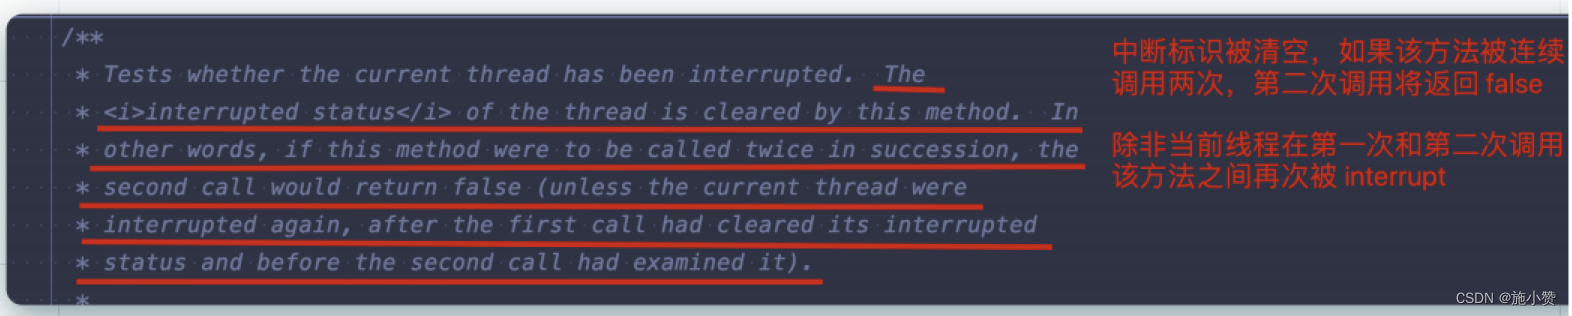 /**
* Tests whether the current thread has been interrupted. The
* <i>interrupted status</i> of the thread is cleared by this method. In
* other words, if this method were to be called twice in succession, the
* second call would return false (unless the current thread were
* interrupted again, after the first call had cleared its interrupted
* status and before the second call had examined it).
*
中断标识被清空，如果该方法被连续
调用两次，第二次调用将返回 false
除非当前线程在第一次和第二次调用
该方法之间再次被 interrupt
CSDN @施小赞